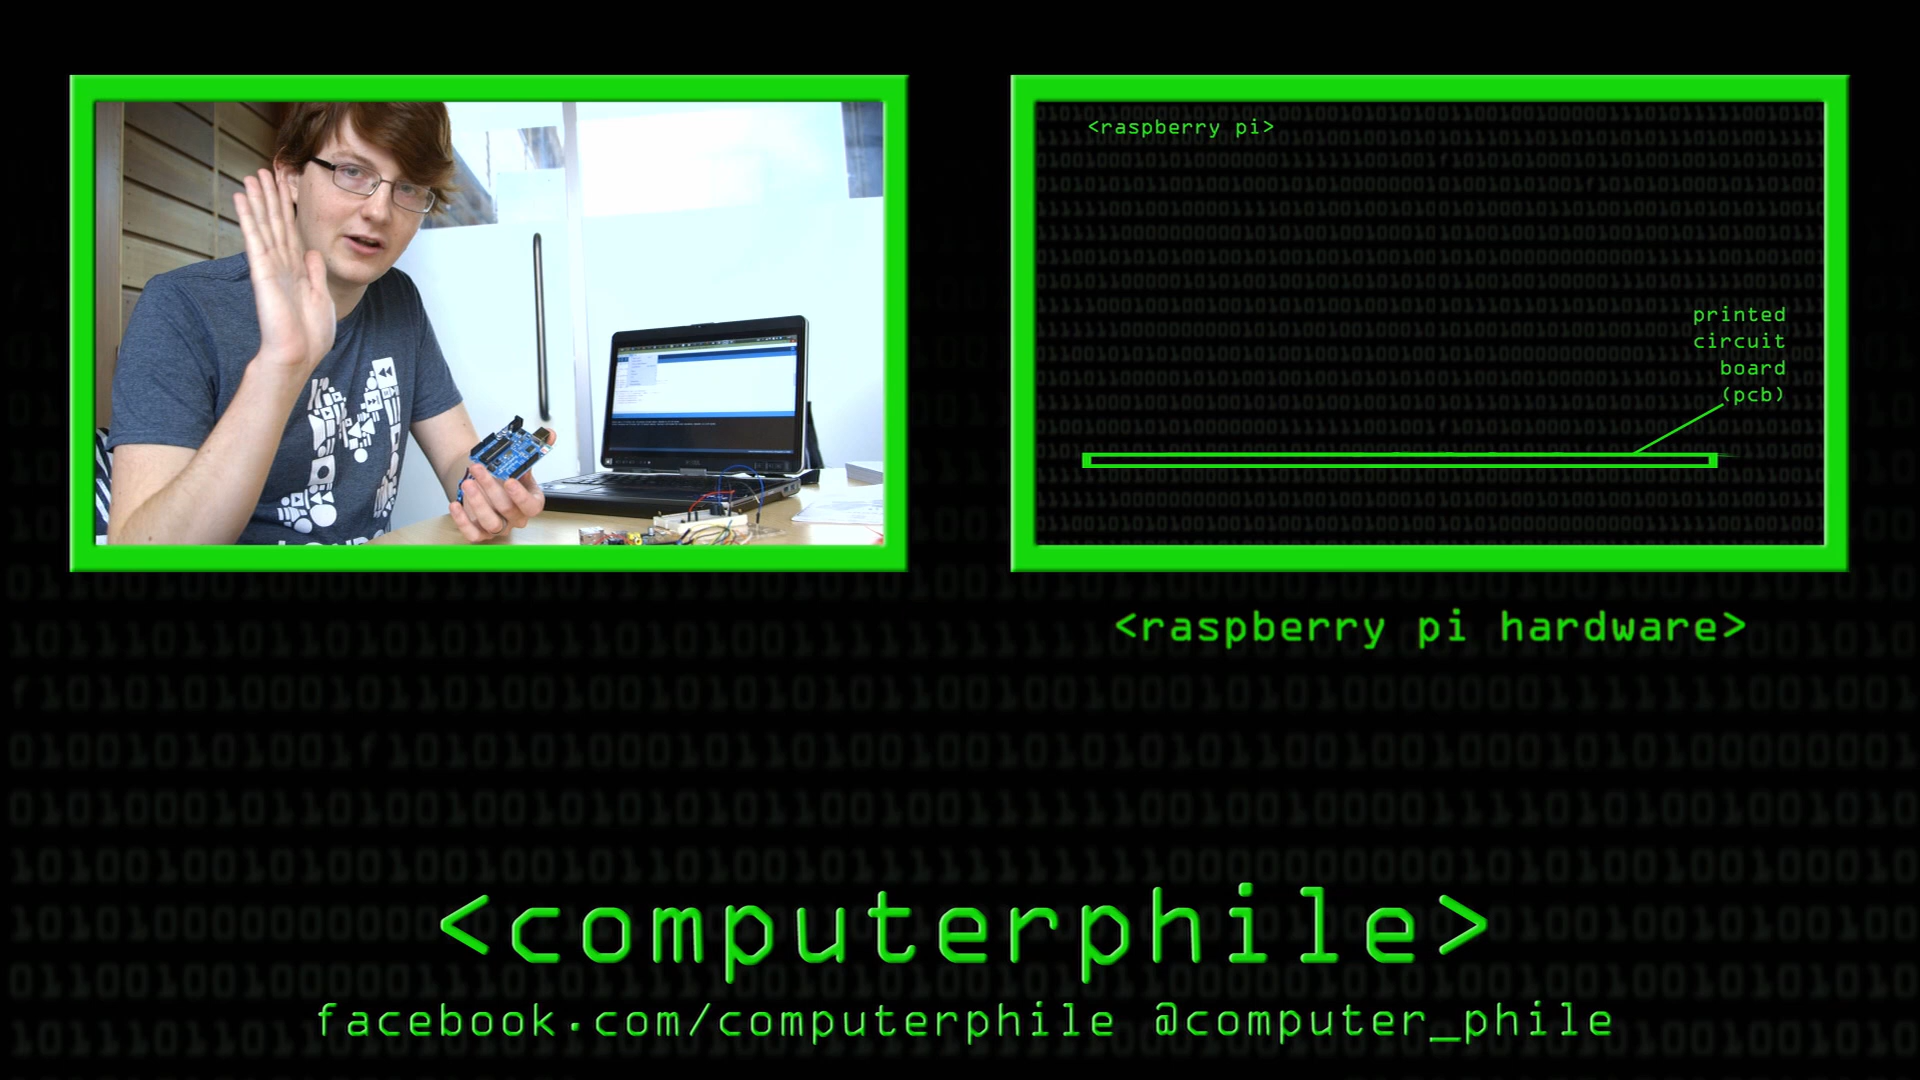 <raspberry pi>
printed
circuit
board
(pcb)
<raspberry pi hardware>
<computerphile>
facebook.com/computerphile @computer_phile